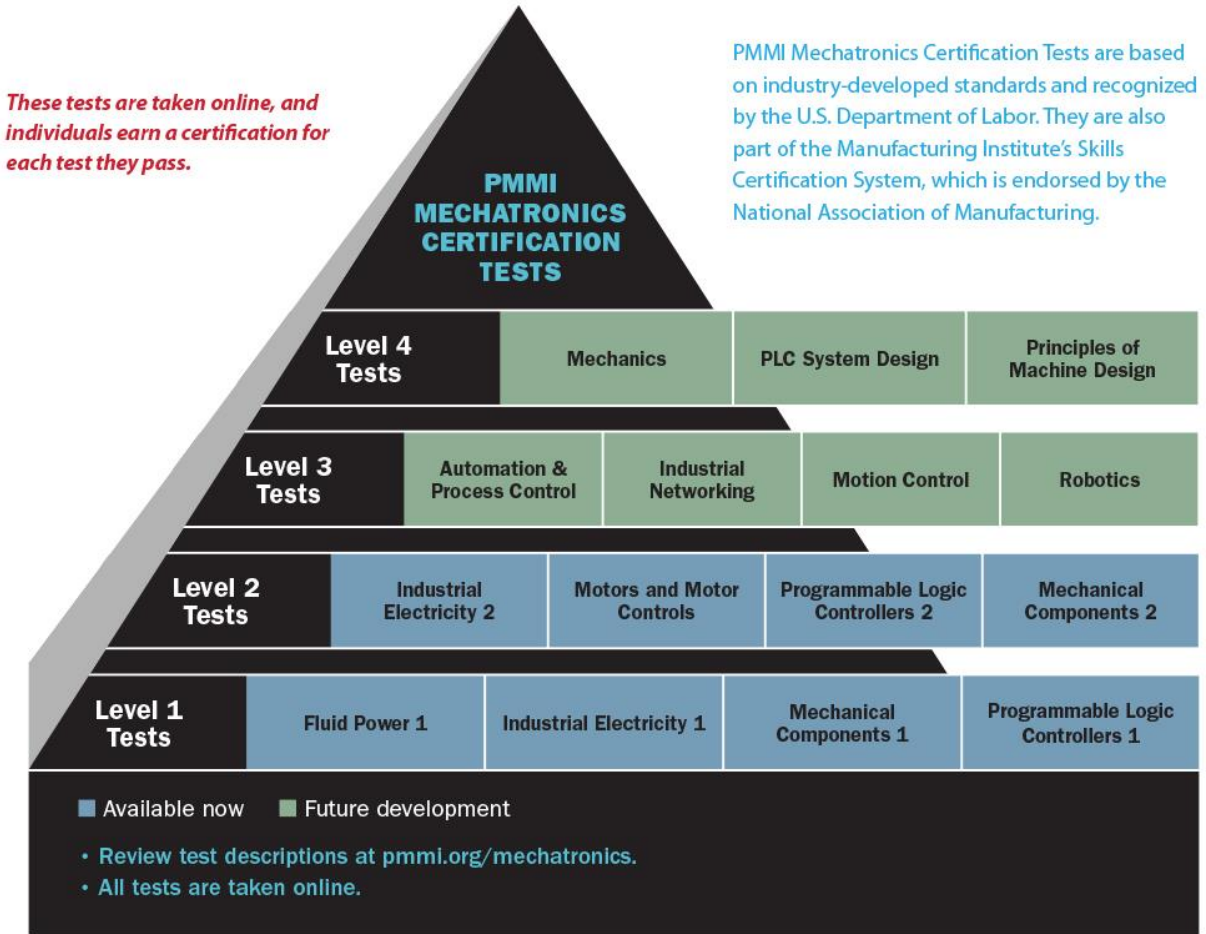 These tests are taken online, and
individuals earn a certification for
each test they pass.
PMMI Mechatronics Certification Tests are based
on industry-developed standards and recognized
by the U.S. Department of Labor. They are also
part of the Manufacturing Institute's Skills
Certification System, which is endorsed by the
National Association of Manufacturing.
PMMI
MECHATRONICS
CERTIFICATION
TESTS
Level 4
Tests
Mechanics
PLC System Design
Principles of
Machine Design
Level 3
Tests
Automation &
Process Control
Industrial
Networking
Motion Control
Robotics
Level 2
Tests
Industrial
Electricity 2
Motors and Motor
Controls
Programmable Logic
Controllers 2
Mechanical
Components 2
Level 1
Tests
Fluid Power 1
Industrial Electricity 1
Mechanical
Components 1
Programmable Logic
Controllers 1
Available now
Future development
• Review test descriptions at pmmi.org/mechatronics.
• All tests are taken online.